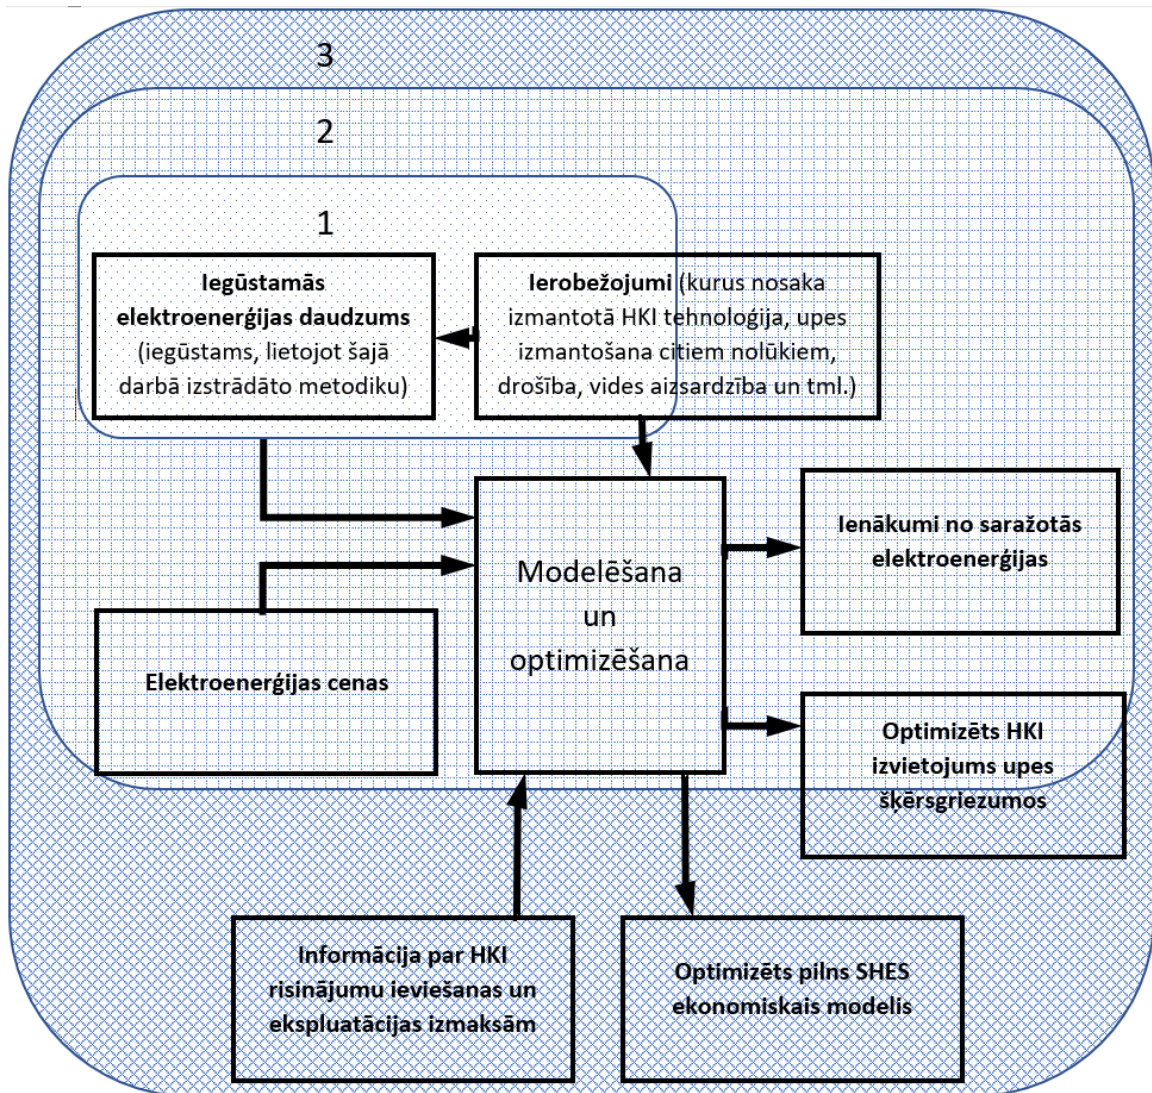 3
2
1
Iegūstamās
elektroenerģijas daudzums
(iegūstams, lietojot šajā
darbā izstrādāto metodiku)
Ierobežojumi (kurus nosaka
izmantotā HKI tehnoloģija, upes
izmantošana citiem nolūkiem,
drošība, vides aizsardzība un tml.)
Modelēšana
un
optimizēšana
Ienākumi no saražotās
elektroenerģijas
Elektroenerģijas cenas
Optimizēts HKI
izvietojums upes
šķērsgriezumos
Informācija par HKI
risinājumu ieviešanas un
ekspluatācijas izmaksām
Optimizēts pilns SHES
ekonomiskais modelis